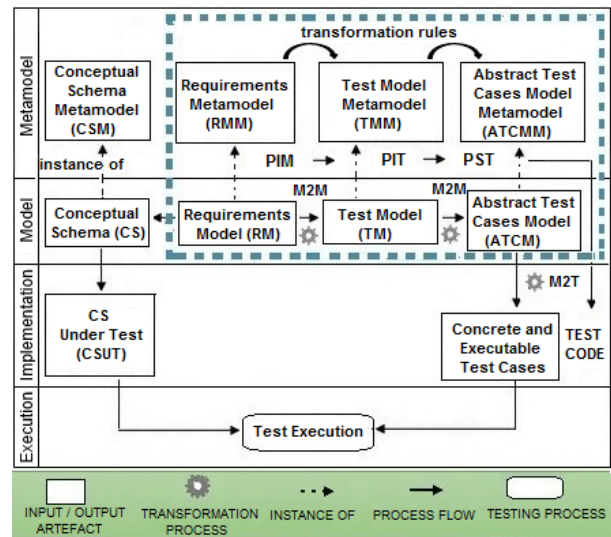 Metamodel
Model
Implementation
Execution
transformation rules
Conceptual
Schema
Metamodel
(CSM)
Requirements
Metamodel
(RMM)
Test Model
Metamodel
(TMM)
Abstract Test
Cases Model
Metamodel
(ATCMM)
instance of
PIM
PIT
PST
M2M
M2M
Conceptual
Schema (CS)
Requirements
Model (RM)
Test Model
(TM)
Abstract Test
Cases Model
(ATCM)
M2T
CS
Under Test
(CSUT)
Concrete and
Executable
Test Cases
TEST
CODE
Test Execution
INPUT / OUTPUT
ARTEFACT
TRANSFORMATION
PROCESS
INSTANCE OF
PROCESS FLOW
TESTING PROCESS